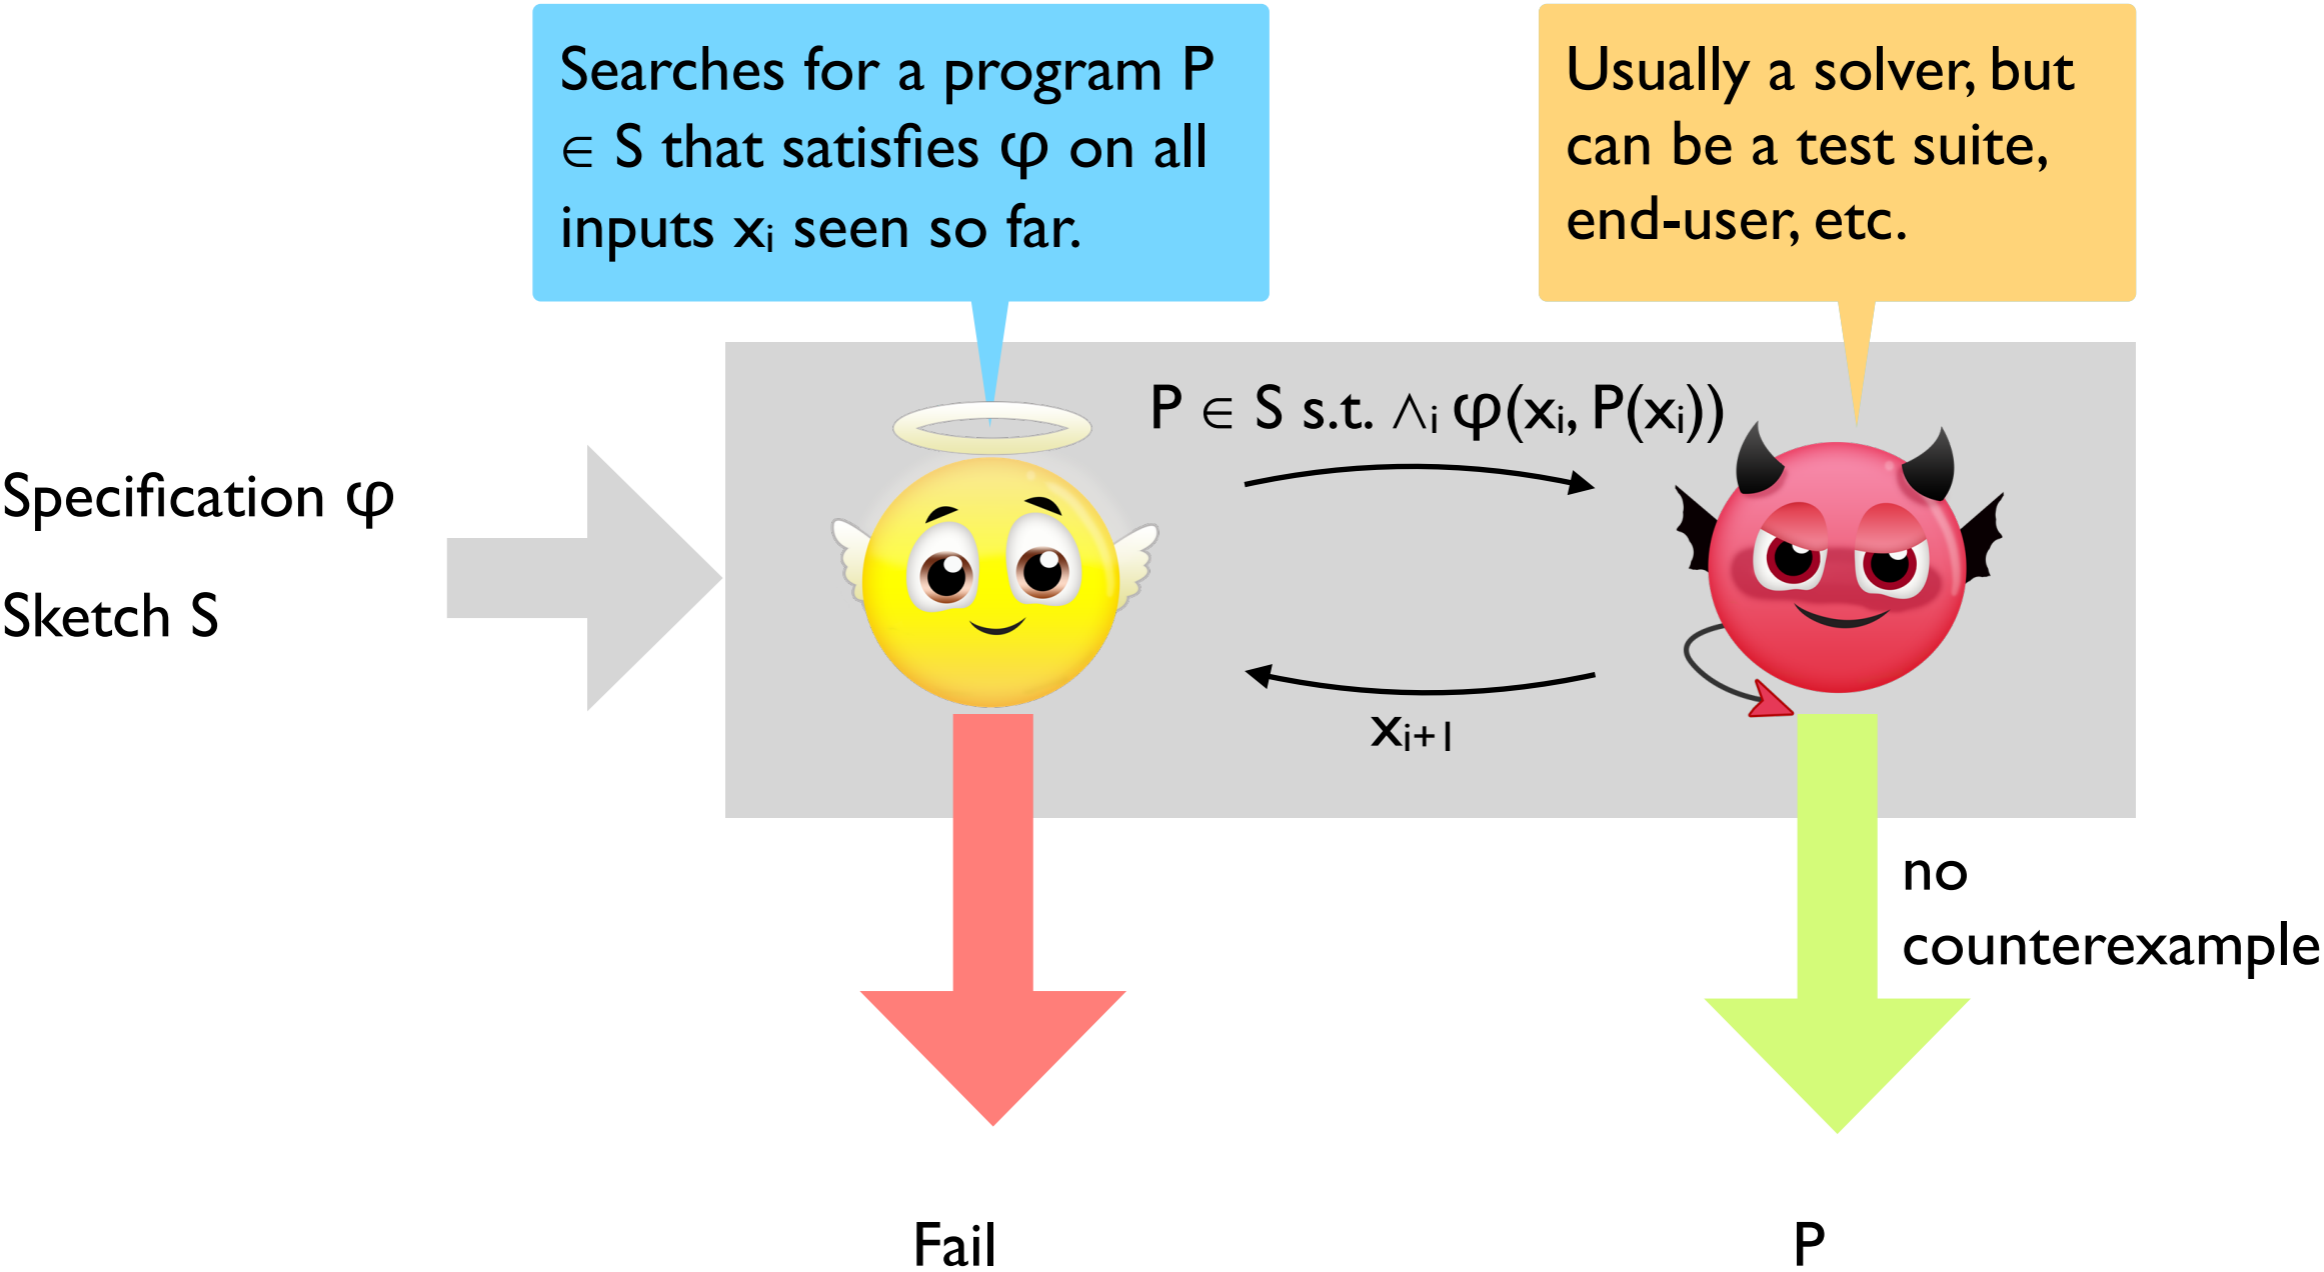 Searches for a program P
∈ S that satisfies φ on all
inputs xᵢ seen so far.
Usually a solver, but
can be a test suite,
end-user, etc.
P ∈ S s.t. ∧ᵢ φ(xᵢ, P(xᵢ))
Specification φ
Sketch S
xᵢ₊₁
no
counterexample
Fail
P